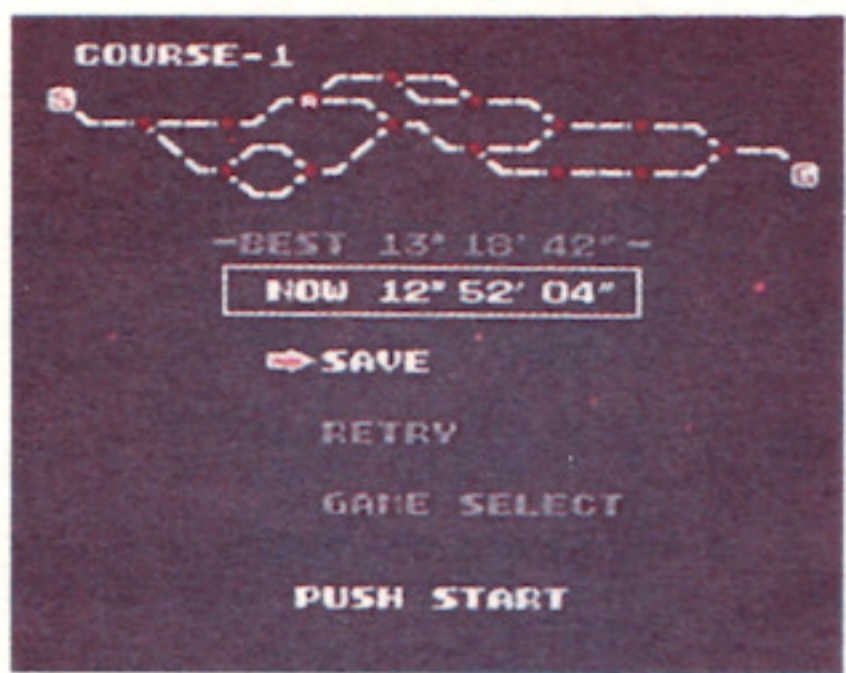 COURSE-1
S
R
G
-BEST 13" 18' 42"-
NOW 12" 52' 04"
SAVE
RETRY
GAME SELECT
PUSH START